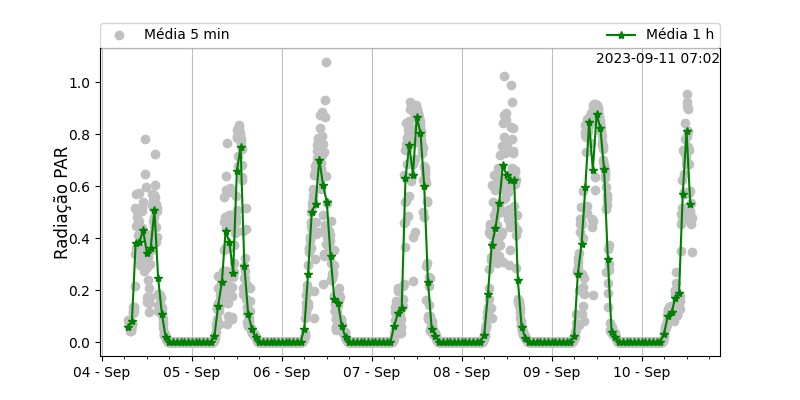 Média 5 min
Média 1 h
2023-09-11 07:02
Radiação PAR
1.0
0.8
0.6
0.4
0.2
0.0
04 - Sep
05 - Sep
06 - Sep
07 - Sep
08 - Sep
09 - Sep
10 - Sep